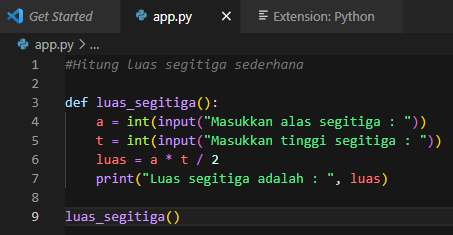 Get Started app.py Extension: Python
app.py > ...
1 #Hitung luas segitiga sederhana
2
3 def luas_segitiga():
4 a = int(input("Masukkan alas segitiga : "))
5 t = int(input("Masukkan tinggi segitiga : "))
6 luas = a * t / 2
7 print("Luas segitiga adalah : ", luas)
8
9 luas_segitiga()